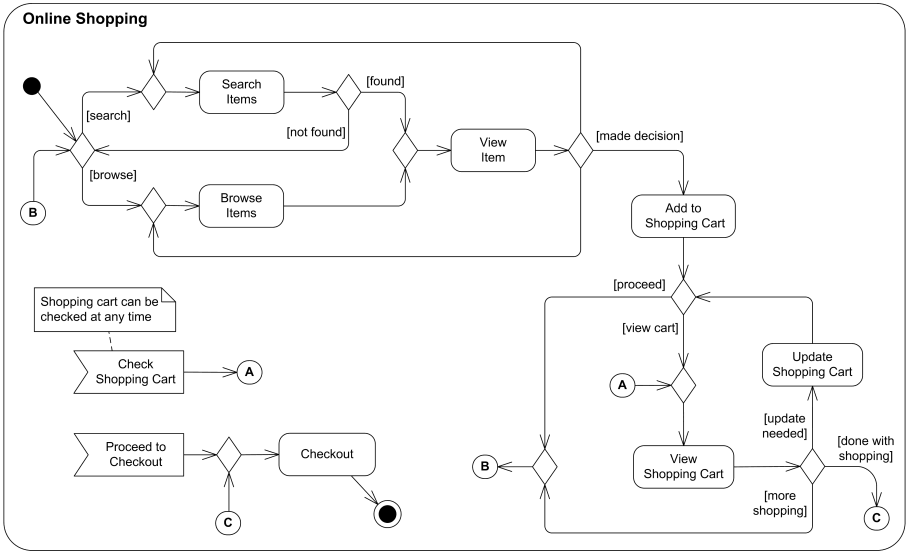 Online Shopping
Search
Items
[found]
[search]
[not found]
[made decision]
View
Item
[browse]
Browse
Items
B
Add to
Shopping Cart
[proceed]
Shopping cart can be
checked at any time
[view cart]
Check
Shopping Cart
A
A
Update
Shopping Cart
[update
needed]
[done with
shopping]
Proceed to
Checkout
Checkout
B
View
Shopping Cart
[more
shopping]
C
C